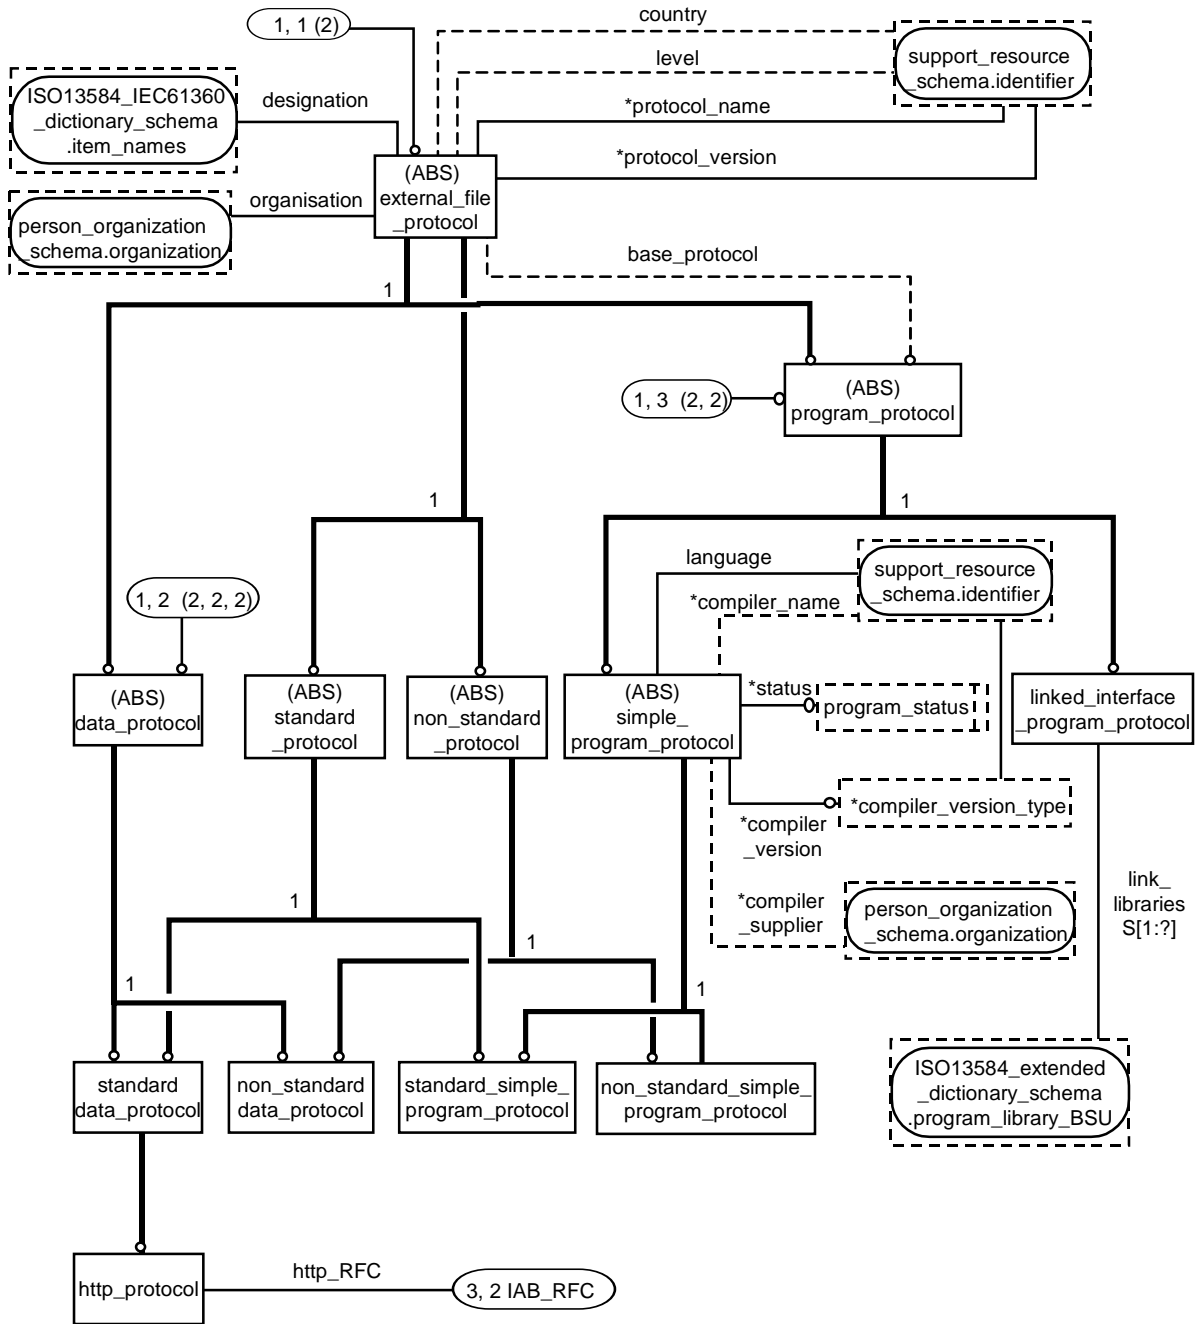 country
1, 1 (2)
level
support_resource
_schema.identifier
ISO13584_IEC61360
_dictionary_schema
.item_names
designation
*protocol_name
*protocol_version
(ABS)
external_file
_protocol
organisation
person_organization
_schema.organization
base_protocol
1
(ABS)
program_protocol
1, 3 (2, 2)
1
1
language
support_resource
_schema.identifier
1, 2 (2, 2, 2)
*compiler_name
(ABS)
data_protocol
(ABS)
standard
_protocol
(ABS)
non_standard
_protocol
(ABS)
simple_
program_protocol
*status
program_status
linked_interface
_program_protocol
*compiler_version_type
*compiler
_version
link_
libraries
S[1:?]
*compiler
_supplier
person_organization
_schema.organization
1
1
1
1
standard
data_protocol
non_standard
data_protocol
standard_simple_
program_protocol
non_standard_simple_
program_protocol
ISO13584_extended
_dictionary_schema
.program_library_BSU
http_protocol
http_RFC
3, 2 IAB_RFC